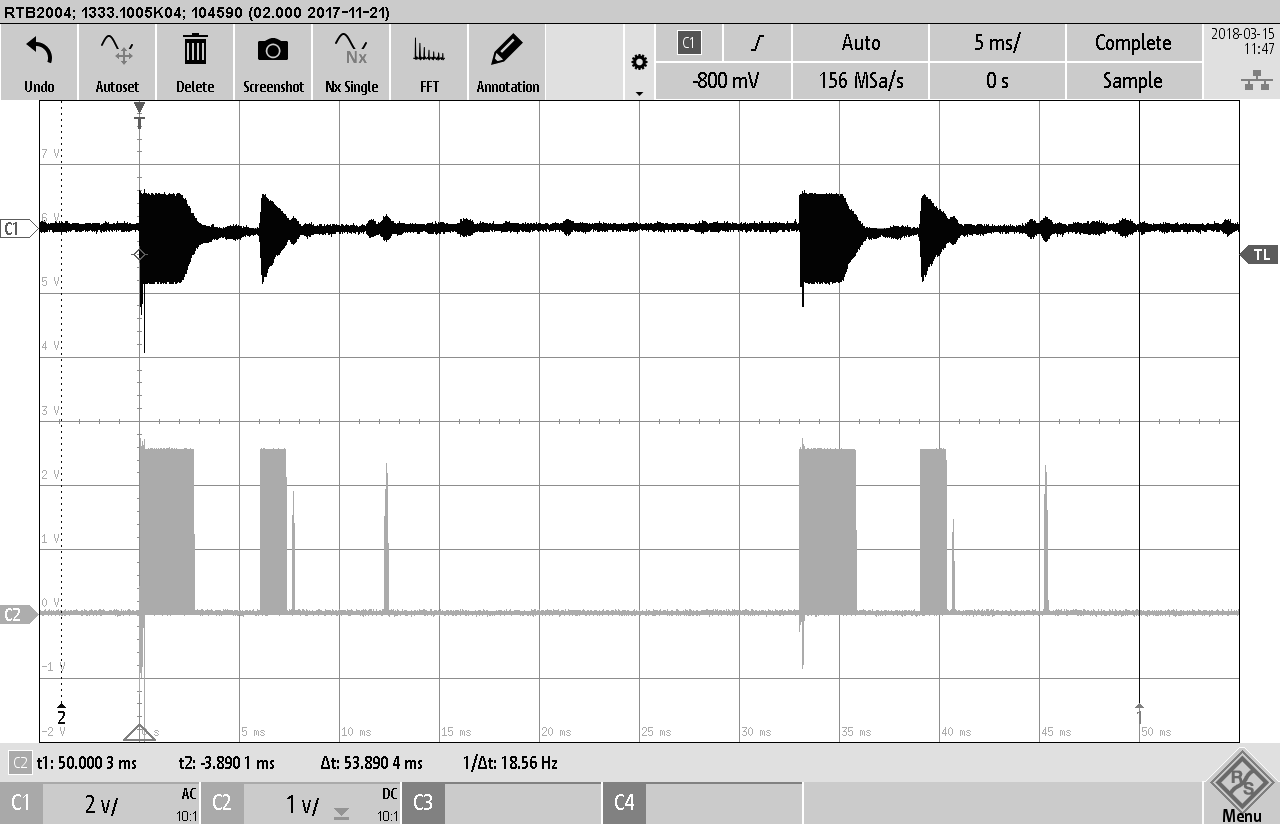 RTB2004; 1333.1005K04; 104590 (02.000 2017-11-21)
Undo Autoset Delete Screenshot Nx Single FFT Annotation
Nx
C1 Auto 5 ms/ Complete
-800 mV 156 MSa/s 0 s Sample
2018-03-15
11:47
T
7 V
C1
6 V
TL
5 V
4 V
3 V
2 V
1 V
C2
0 V
-1 V
2
1
-2 V 5 ms 10 ms 15 ms 20 ms 25 ms 30 ms 35 ms 40 ms 45 ms 50 ms
C2 t1: 50.000 3 ms t2: -3.890 1 ms Δt: 53.890 4 ms 1/Δt: 18.56 Hz
C1 2 V/ AC 10:1 C2 1 V/ DC 10:1 C3 C4
R S
Menu